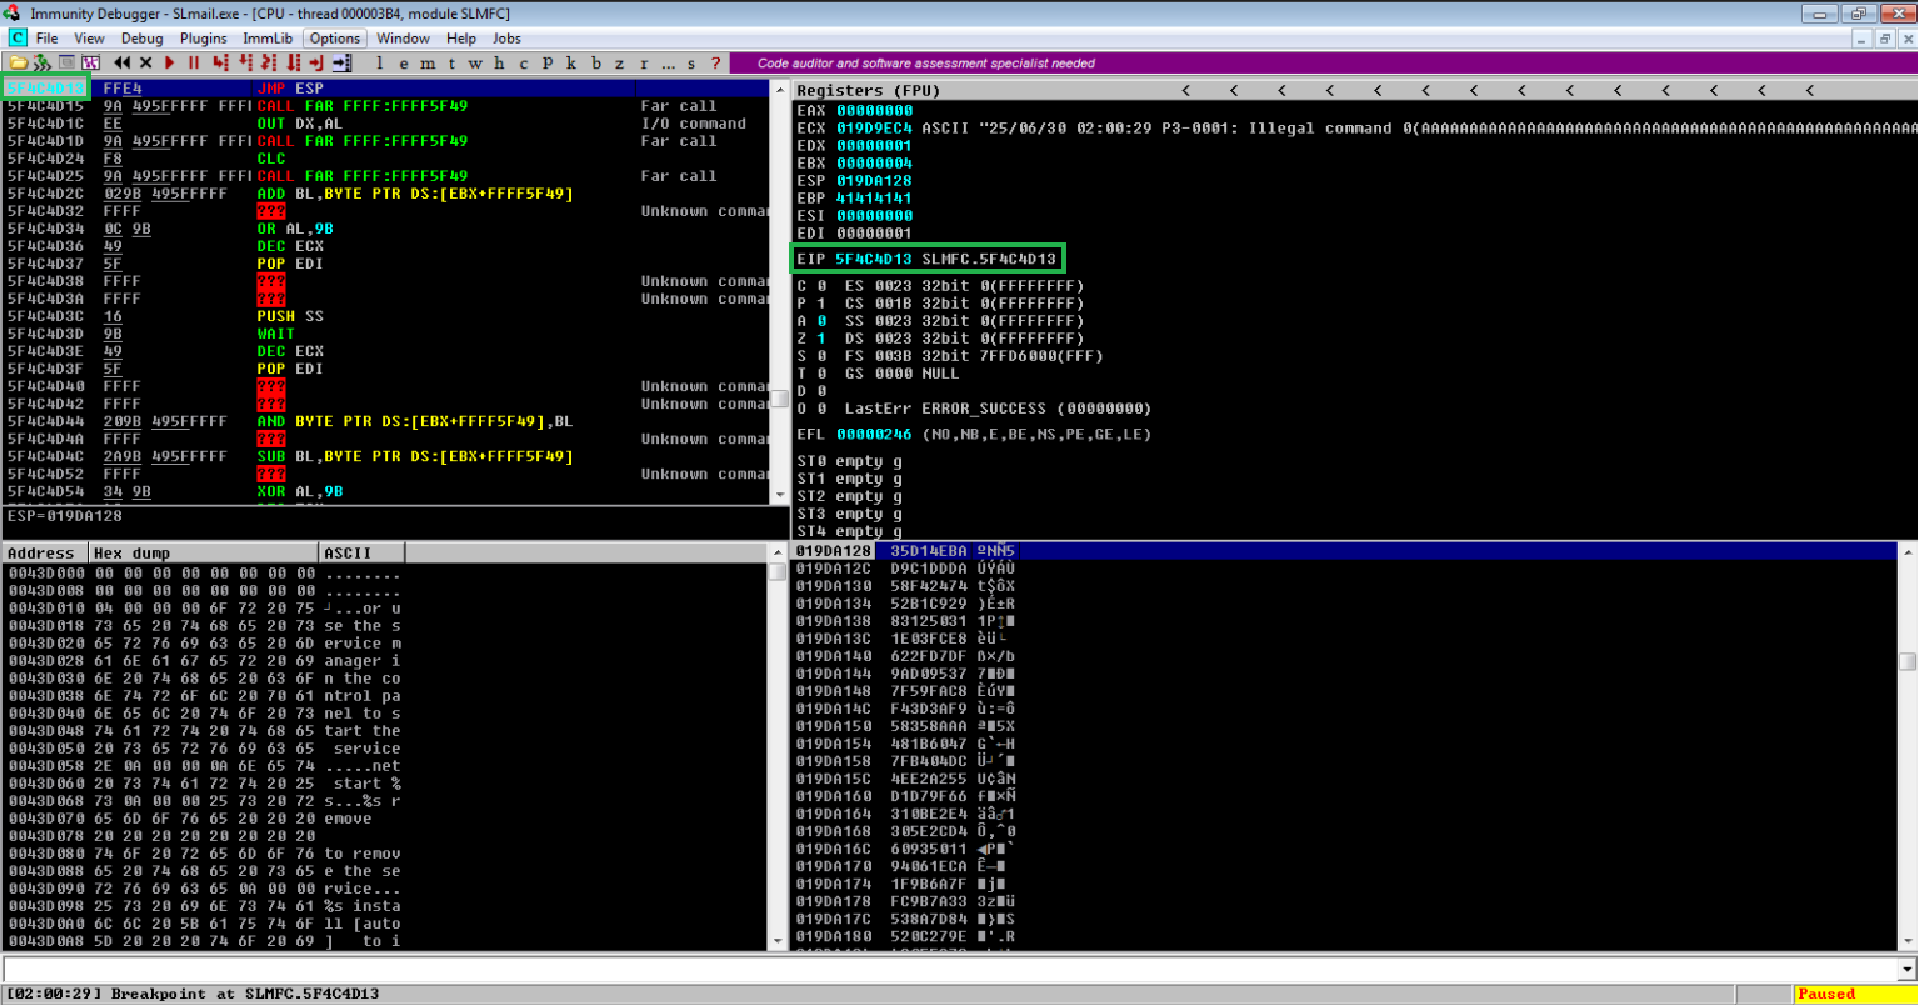 Immunity Debugger - SLmail.exe - [CPU - thread 000003B4, module SLMFC]
C File View Debug Plugins ImmLib Options Window Help Jobs
l e m t w h c P k b z r ... s ? Code auditor and software assessment specialist needed
5F4C4D13 FFE4 JMP ESP
5F4C4D15 9A 495FFFFF FFFI CALL FAR FFFF:FFFF5F49 Far call
5F4C4D1C EE OUT DX,AL I/O command
5F4C4D1D 9A 495FFFFF FFFI CALL FAR FFFF:FFFF5F49 Far call
5F4C4D24 F8 CLC
5F4C4D25 9A 495FFFFF FFFI CALL FAR FFFF:FFFF5F49 Far call
5F4C4D2C 029B 495FFFFF ADD BL,BYTE PTR DS:[EBX+FFFF5F49]
5F4C4D32 FFFF ??? Unknown comma
5F4C4D34 0C 9B OR AL,9B
5F4C4D36 49 DEC ECX
5F4C4D37 5F POP EDI
5F4C4D38 FFFF ??? Unknown comma
5F4C4D3A FFFF ??? Unknown comma
5F4C4D3C 16 PUSH SS
5F4C4D3D 9B WAIT
5F4C4D3E 49 DEC ECX
5F4C4D3F 5F POP EDI
5F4C4D40 FFFF ??? Unknown comma
5F4C4D42 FFFF ??? Unknown comma
5F4C4D44 209B 495FFFFF AND BYTE PTR DS:[EBX+FFFF5F49],BL
5F4C4D4A FFFF ??? Unknown comma
5F4C4D4C 2A9B 495FFFFF SUB BL,BYTE PTR DS:[EBX+FFFF5F49]
5F4C4D52 FFFF ??? Unknown comma
5F4C4D54 34 9B XOR AL,9B
ESP=019DA128
Registers (FPU) < < < < < < < < < < < < < <
EAX 00000000
ECX 019D9EC4 ASCII "25/06/30 02:00:29 P3-0001: Illegal command 0(AAAAAAAAAAAAAAAAAAAAAAAAAAAAAAAAAAAAAAAAAAAAAAAAAAAA
EDX 00000001
EBX 00000004
ESP 019DA128
EBP 41414141
ESI 00000000
EDI 00000001
EIP 5F4C4D13 SLMFC.5F4C4D13
C 0 ES 0023 32bit 0(FFFFFFFF)
P 1 CS 001B 32bit 0(FFFFFFFF)
A 0 SS 0023 32bit 0(FFFFFFFF)
Z 1 DS 0023 32bit 0(FFFFFFFF)
S 0 FS 003B 32bit 7FFD6000(FFF)
T 0 GS 0000 NULL
D 0
O 0 LastErr ERROR_SUCCESS (00000000)
EFL 00000246 (NO,NB,E,BE,NS,PE,GE,LE)
ST0 empty g
ST1 empty g
ST2 empty g
ST3 empty g
ST4 empty g
Address Hex dump ASCII
0043D000 00 00 00 00 00 00 00 00 ........
0043D008 00 00 00 00 00 00 00 00 ........
0043D010 04 00 00 00 6F 72 20 75 ┘...or u
0043D018 73 65 20 74 68 65 20 73 se the s
0043D020 65 72 76 69 63 65 20 6D ervice m
0043D028 61 6E 61 67 65 72 20 69 anager i
0043D030 6E 20 74 68 65 20 63 6F n the co
0043D038 6E 74 72 6F 6C 20 70 61 ntrol pa
0043D040 6E 65 6C 20 74 6F 20 73 nel to s
0043D048 74 61 72 74 20 74 68 65 tart the
0043D050 20 73 65 72 76 69 63 65 service
0043D058 2E 0A 00 00 0A 6E 65 74 .....net
0043D060 20 73 74 61 72 74 20 25 start %
0043D068 73 0A 00 00 25 73 20 72 s...%s r
0043D070 65 6D 6F 76 65 20 20 20 emove
0043D078 20 20 20 20 20 20 20 20
0043D080 74 6F 20 72 65 6D 6F 76 to remov
0043D088 65 20 74 68 65 20 73 65 e the se
0043D090 72 76 69 63 65 0A 00 00 rvice...
0043D098 25 73 20 69 6E 73 74 61 %s insta
0043D0A0 6C 6C 20 5B 61 75 74 6F ll [auto
0043D0A8 5D 20 20 20 74 6F 20 69 ] to i
019DA128 35D14EBA ºNÑ5
019DA12C D9C1DDDA ÚÝÁÙ
019DA130 58F42474 t$ôX
019DA134 52B1C929 )É±R
019DA138 83125031 1P↕■
019DA13C 1E03FCE8
019DA140 622FD7DF ß×/b
019DA144 9AD09537 7■Ð■
019DA148 7F59FAC8 ÈúY■
019DA14C F43D3AF9 ù:=ô
019DA150 58358AAA ª■5X
019DA154 481B6047 G`←H
019DA158 7FB404DC
019DA15C 4EE2A255 U¢âN
019DA160 D1D79F66 f■×Ñ
019DA164 310BE2E4 äâ♂1
019DA168 305E2CD4 Ô,^0
019DA16C 60935011 ◄P■`
019DA170 94061ECA
019DA174 1F9B6A7F ■j■
019DA178 FC9B7A33 3z■ü
019DA17C 538A7D84 ■}■S
019DA180 520C279E ■'.R
[02:00:29] Breakpoint at SLMFC.5F4C4D13
Paused